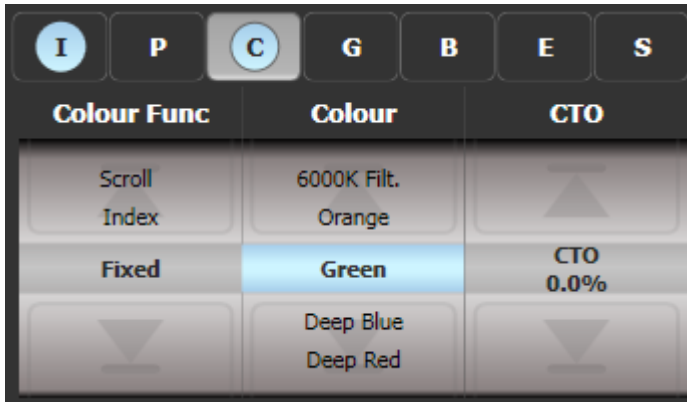 I P C G B E S
Colour Func Colour CTO
Scroll 6000K Filt.
Index Orange
Fixed Green CTO
0.0%
Deep Blue
Deep Red